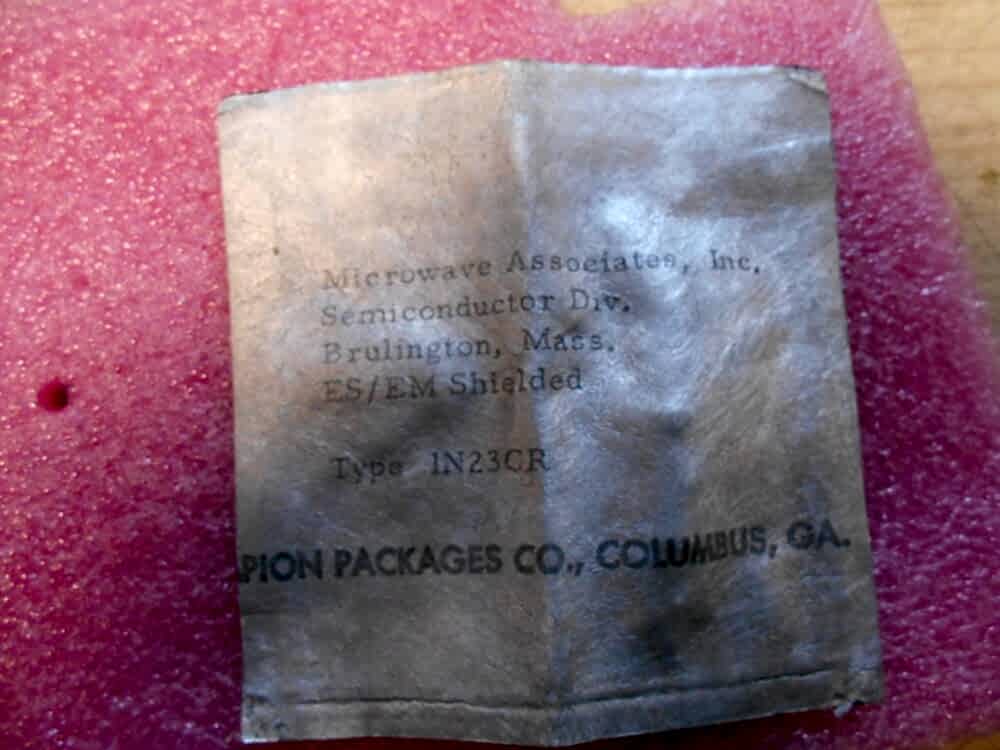 Microwave Associates, Inc.
Semiconductor Div.
Brulington, Mass.
ES/EM Shielded
Type 1N23CR
PION PACKAGES CO., COLUMBUS, GA.